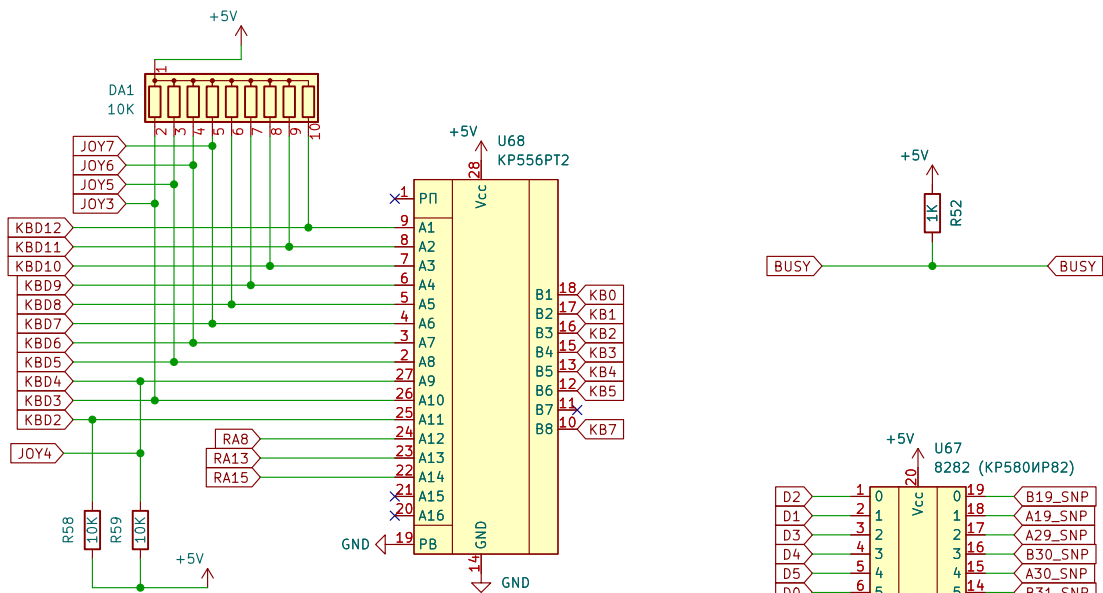 +5V
1
DA1
10K
2 3 4 5 6 7 8 9 10
JOY7
JOY6
JOY5
JOY3
KBD12
KBD11
KBD10
KBD9
KBD8
KBD7
KBD6
KBD5
KBD4
KBD3
KBD2
JOY4
RA8
RA13
RA15
R58
10K
R59
10K
+5V
+5V
U68
КР556РТ2
28
Vcc
1 РП
9 A1
8 A2
7 A3
6 A4
5 A5
4 A6
3 A7
2 A8
27 A9
26 A10
25 A11
24 A12
23 A13
22 A14
21 A15
20 A16
GND 19 РВ
B1 18 KB0
B2 17 KB1
B3 16 KB2
B4 15 KB3
B5 13 KB4
B6 12 KB5
B7 11
B8 10 KB7
GND
14
GND
+5V
1K
R52
BUSY
BUSY
+5V
U67
8282 (КР580ИР82)
20
Vcc
D2 1 0 0 19 B19_SNP
D1 2 1 1 18 A19_SNP
D3 3 2 2 17 A29_SNP
D4 4 3 3 16 B30_SNP
D5 5 4 4 15 A30_SNP
D0 6 5 5 14 B31_SNP